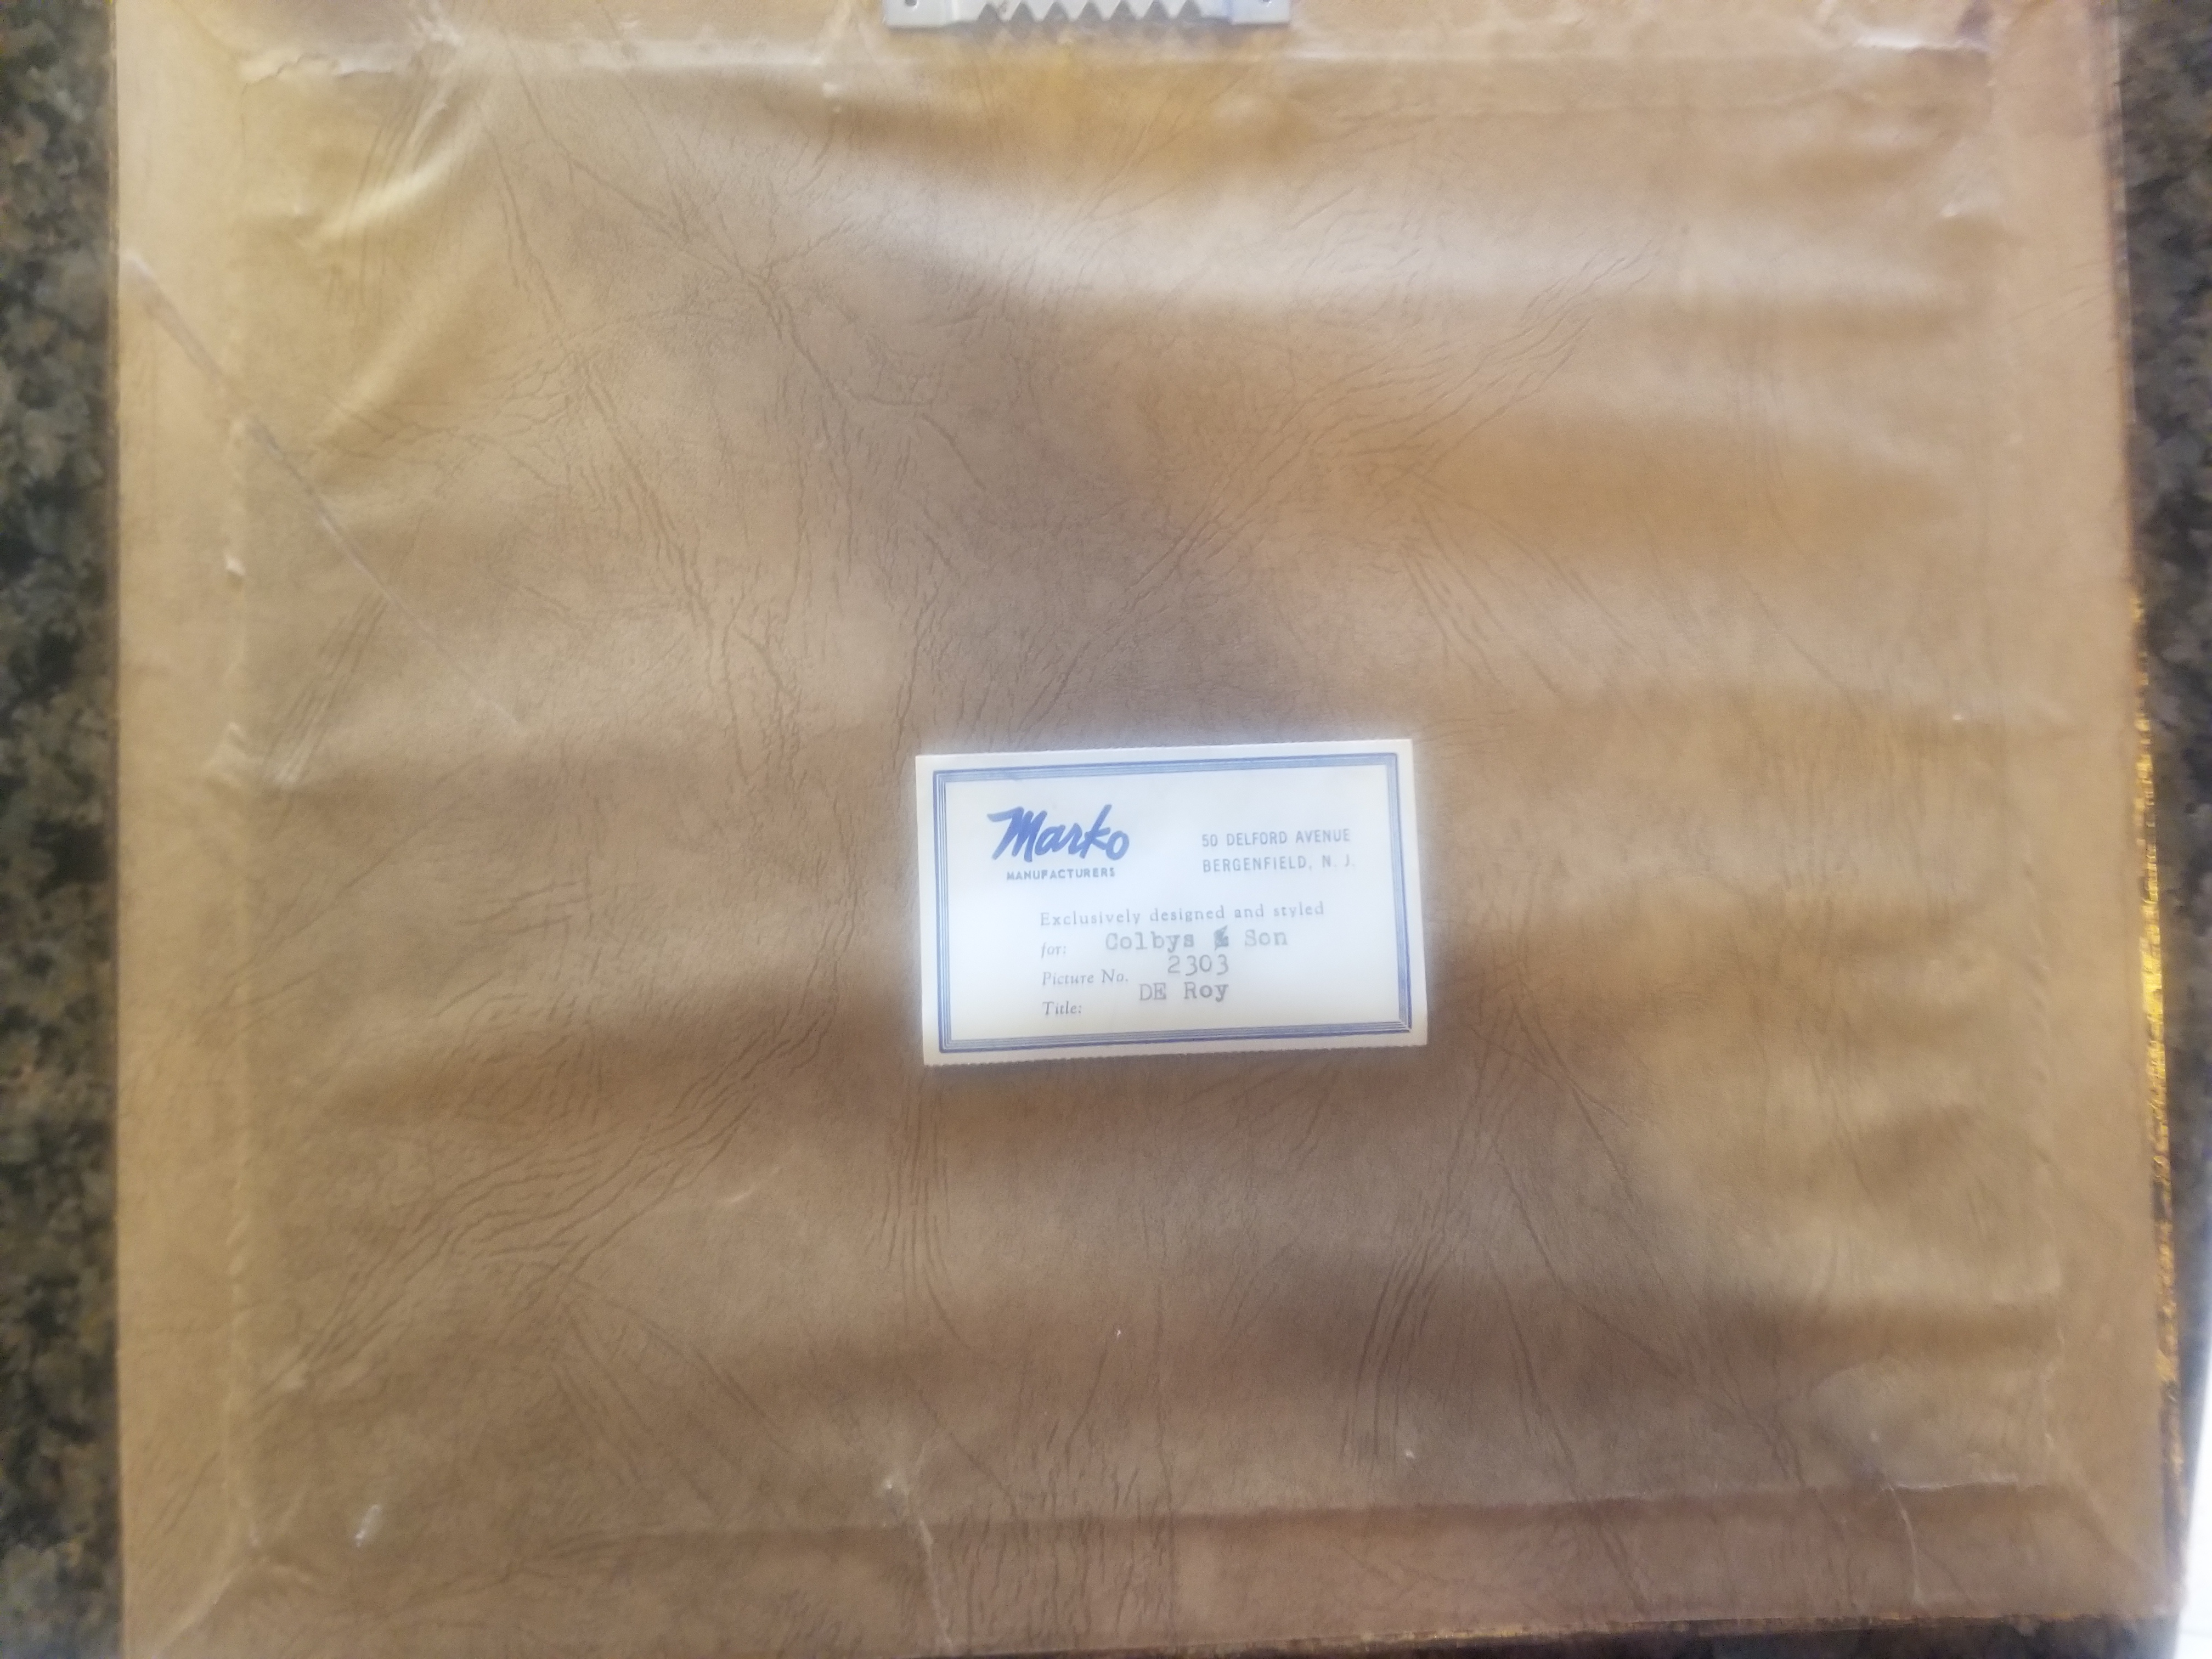 Marko
MANUFACTURERS
50 DELFORD AVENUE
BERGENFIELD, N. J.
Exclusively designed and styled
for: Colbys & Son
Picture No. 2303
Title: DE Roy